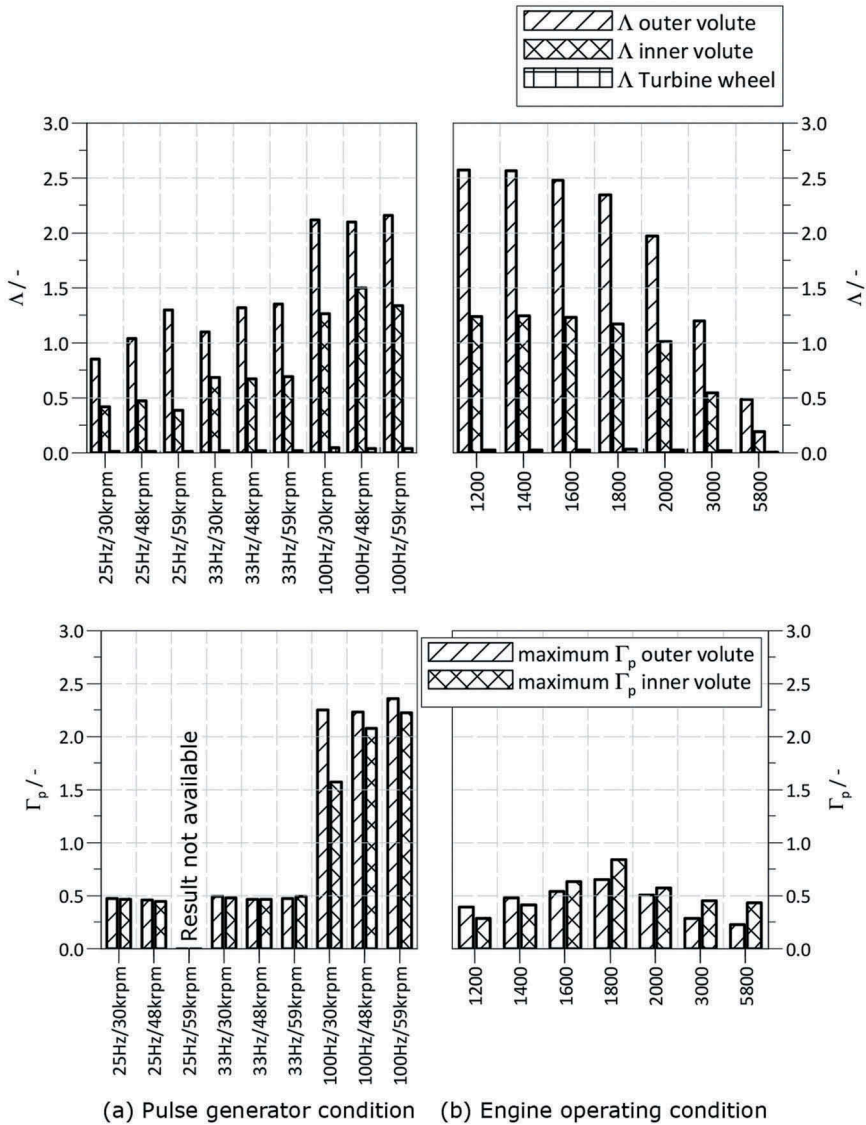 Λ outer volute
Λ inner volute
Λ Turbine wheel
3.0
2.5
2.0
1.5
1.0
0.5
0.0
Λ / -
25Hz/30krpm
25Hz/48krpm
25Hz/59krpm
33Hz/30krpm
33Hz/48krpm
33Hz/59krpm
100Hz/30krpm
100Hz/48krpm
100Hz/59krpm
3.0
2.5
2.0
1.5
1.0
0.5
0.0
Λ / -
1200
1400
1600
1800
2000
3000
5800
3.0
2.5
2.0
1.5
1.0
0.5
0.0
Γp / -
Result not available
25Hz/30krpm
25Hz/48krpm
25Hz/59krpm
33Hz/30krpm
33Hz/48krpm
33Hz/59krpm
100Hz/30krpm
100Hz/48krpm
100Hz/59krpm
maximum Γp outer volute
maximum Γp inner volute
3.0
2.5
2.0
1.5
1.0
0.5
0.0
Γp / -
1200
1400
1600
1800
2000
3000
5800
(a) Pulse generator condition
(b) Engine operating condition